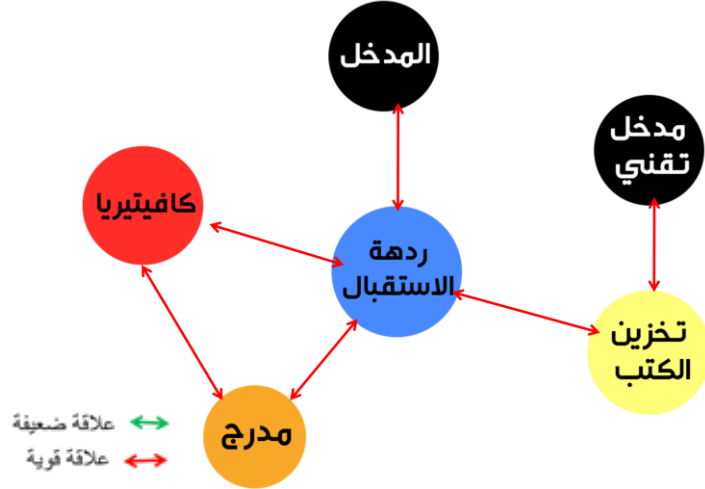 المدخل
مدخل
تقني
كافيتيريا
ردهة
الاستقبال
تخزين
الكتب
مدرج
علاقة ضعيفة
علاقة قوية